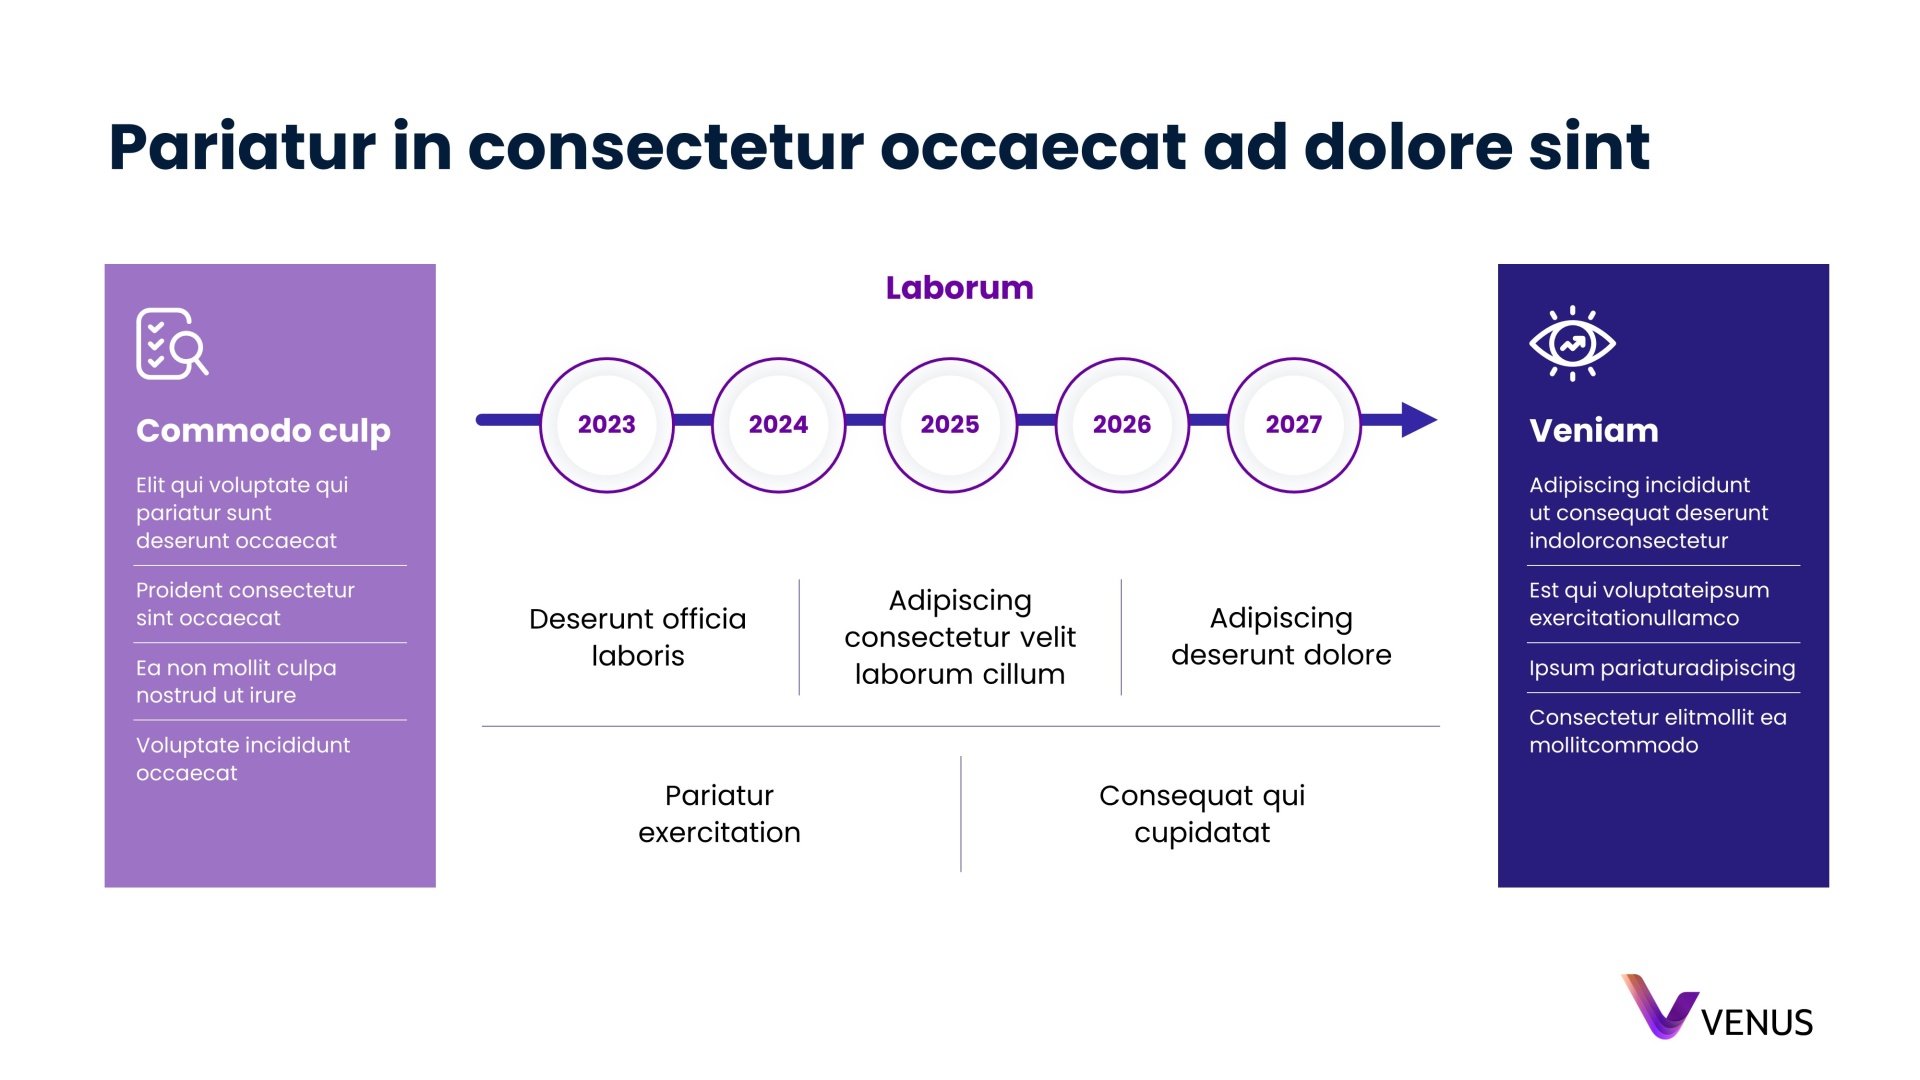 Pariatur in consectetur occaecat ad dolore sint
Commodo culp
Elit qui voluptate qui
pariatur sunt
deserunt occaecat
Proident consectetur
sint occaecat
Ea non mollit culpa
nostrud ut irure
Voluptate incididunt
occaecat
Laborum
2023 2024 2025 2026 2027
Deserunt officia
laboris
Adipiscing
consectetur velit
laborum cillum
Adipiscing
deserunt dolore
Pariatur
exercitation
Consequat qui
cupidatat
Veniam
Adipiscing incididunt
ut consequat deserunt
indolorconsectetur
Est qui voluptateipsum
exercitationullamco
Ipsum pariaturadipiscing
Consectetur elitmollit ea
mollitcommodo
VENUS